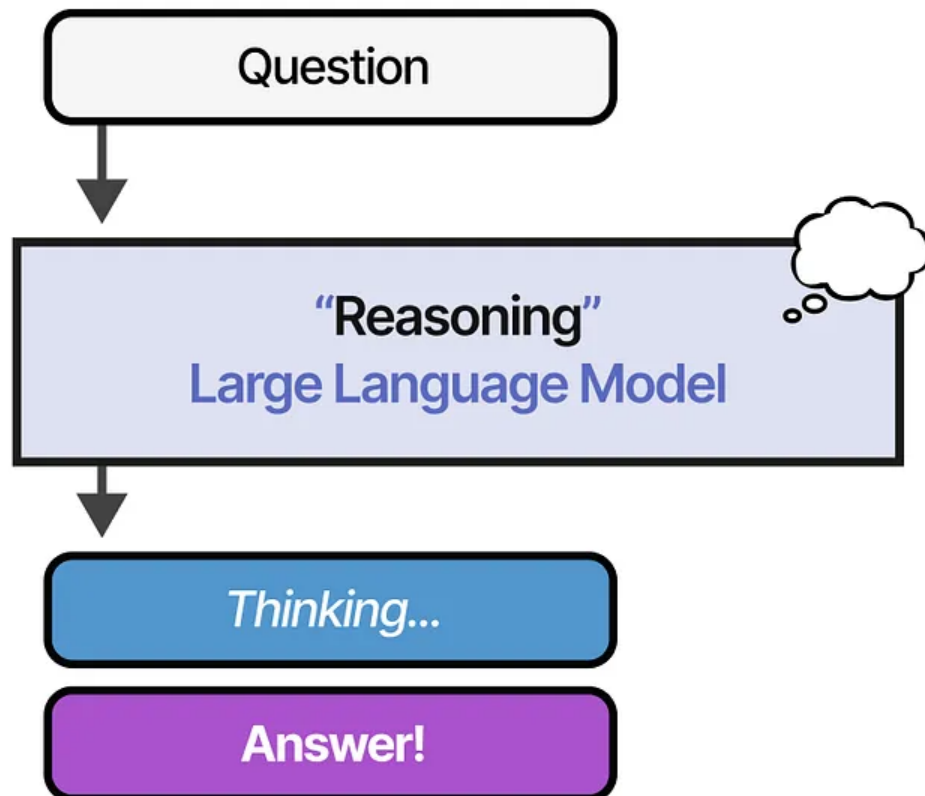 Question
“Reasoning”
Large Language Model
Thinking...
Answer!